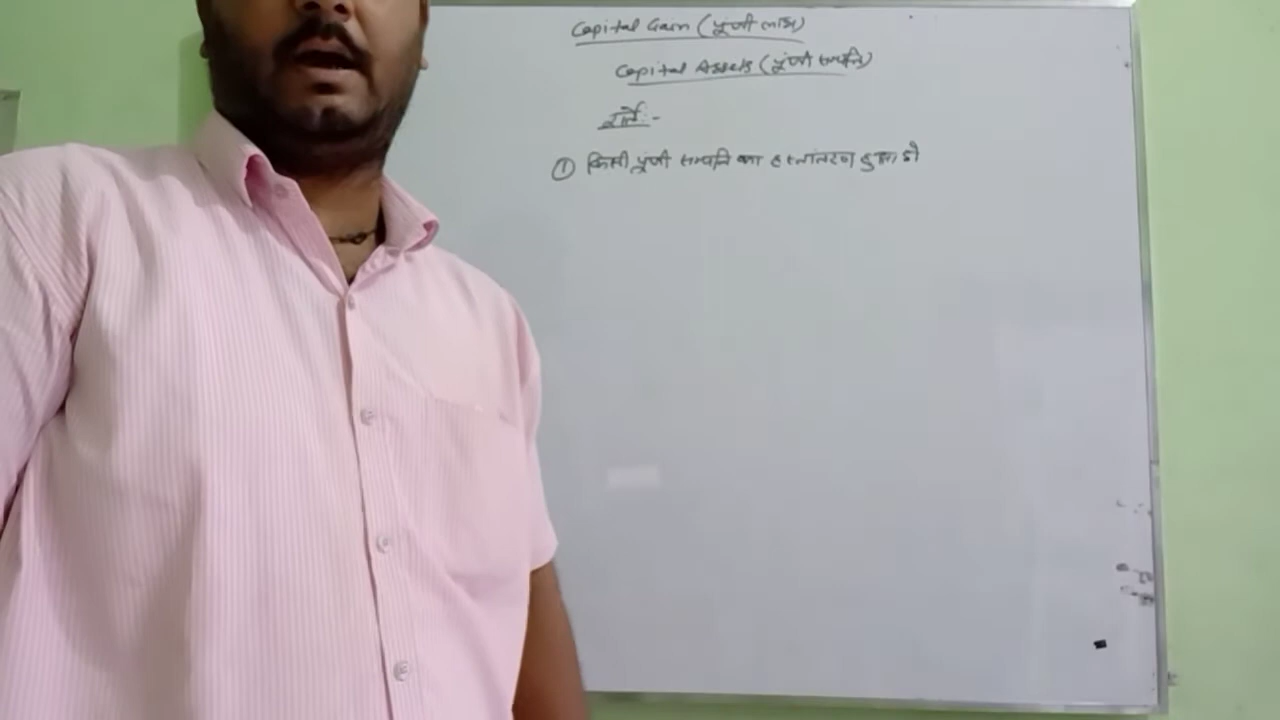 Capital Gain (पूंजी लाभ)
Capital Assets (पूंजी सम्पत्ति)
शर्ते:-
① किसी पूंजी सम्पत्ति का हस्तांतरण हुआ हो